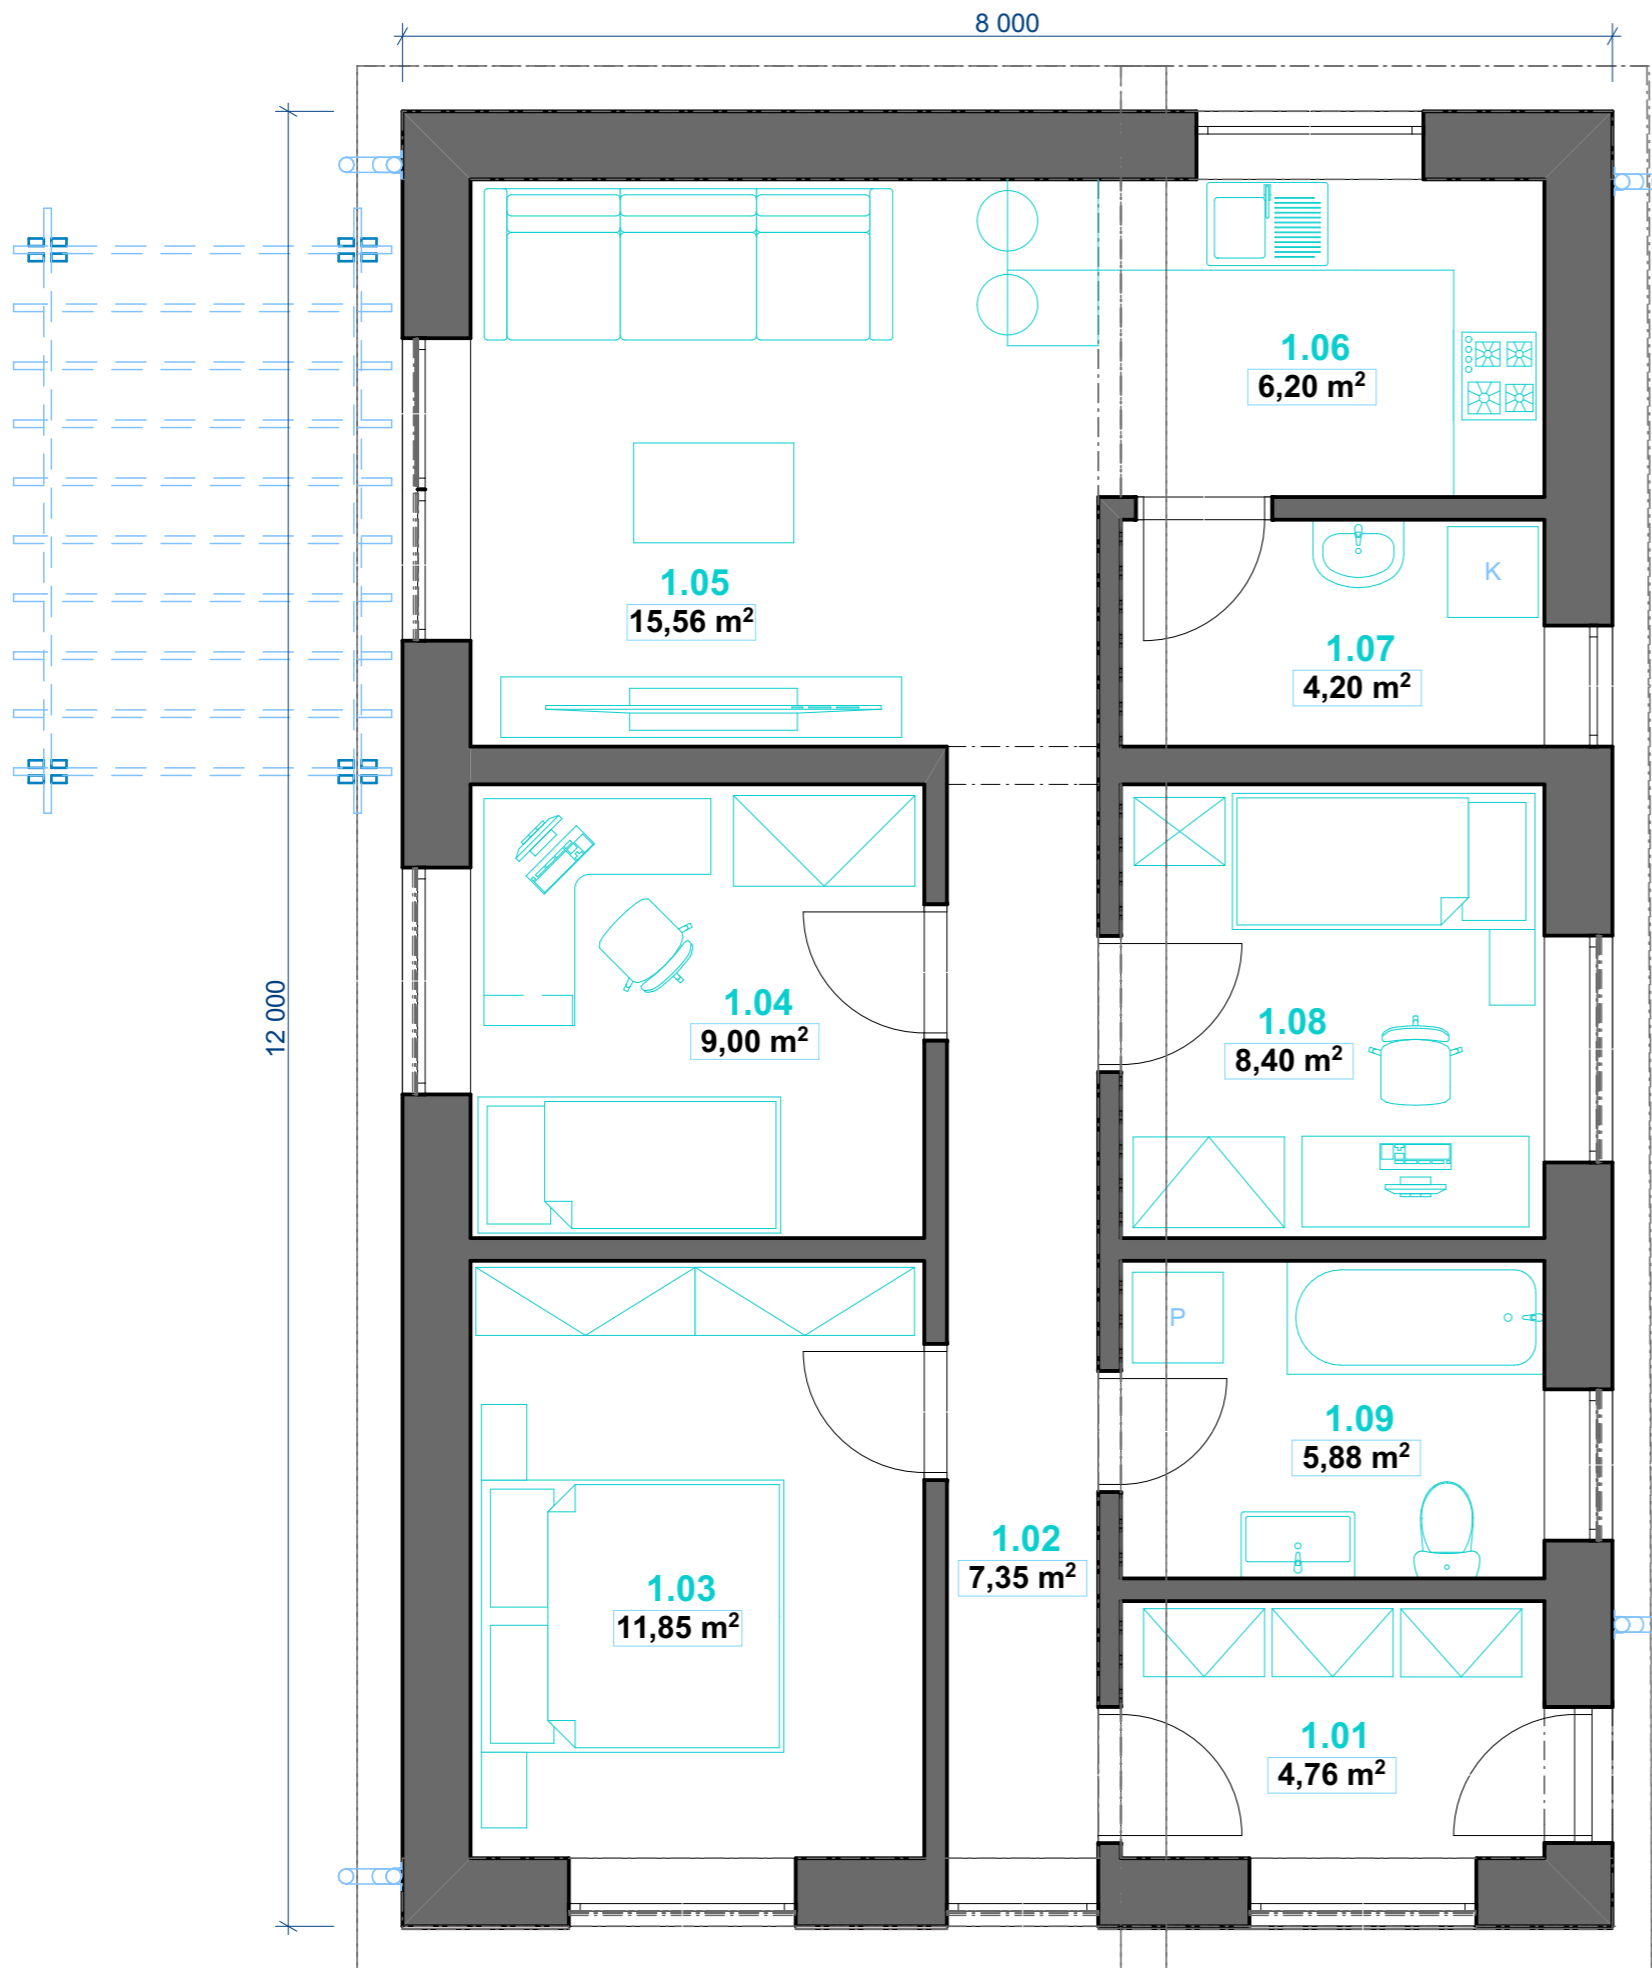 8 000
12 000
1.06
6,20 m²
1.05
15,56 m²
K
1.07
4,20 m²
1.04
9,00 m²
1.08
8,40 m²
P
1.09
5,88 m²
1.02
7,35 m²
1.03
11,85 m²
1.01
4,76 m²